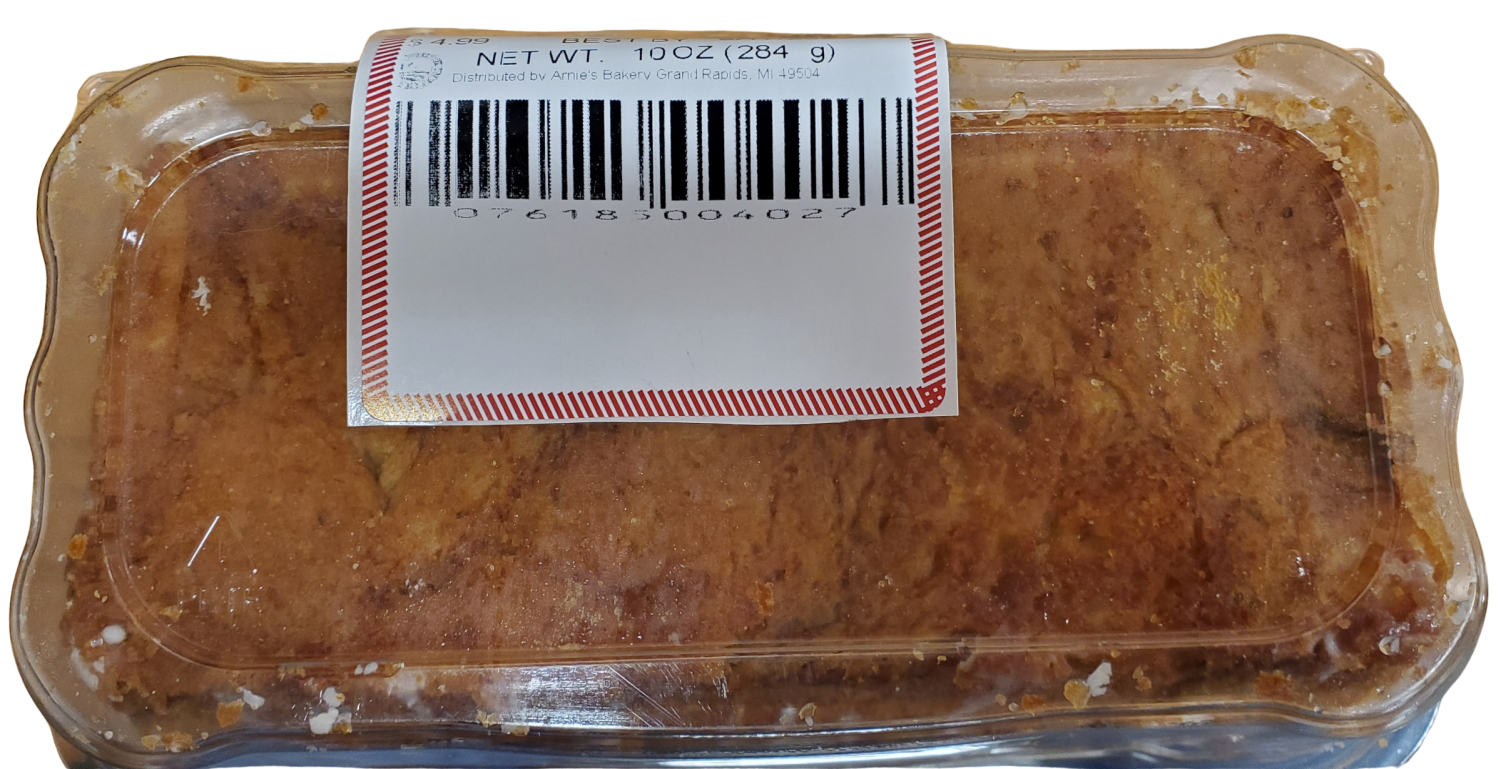 $ 4.99 BEST BY
NET WT. 10 OZ (284 g)
Distributed by Arnie's Bakery Grand Rapids, MI 49504
076185004027